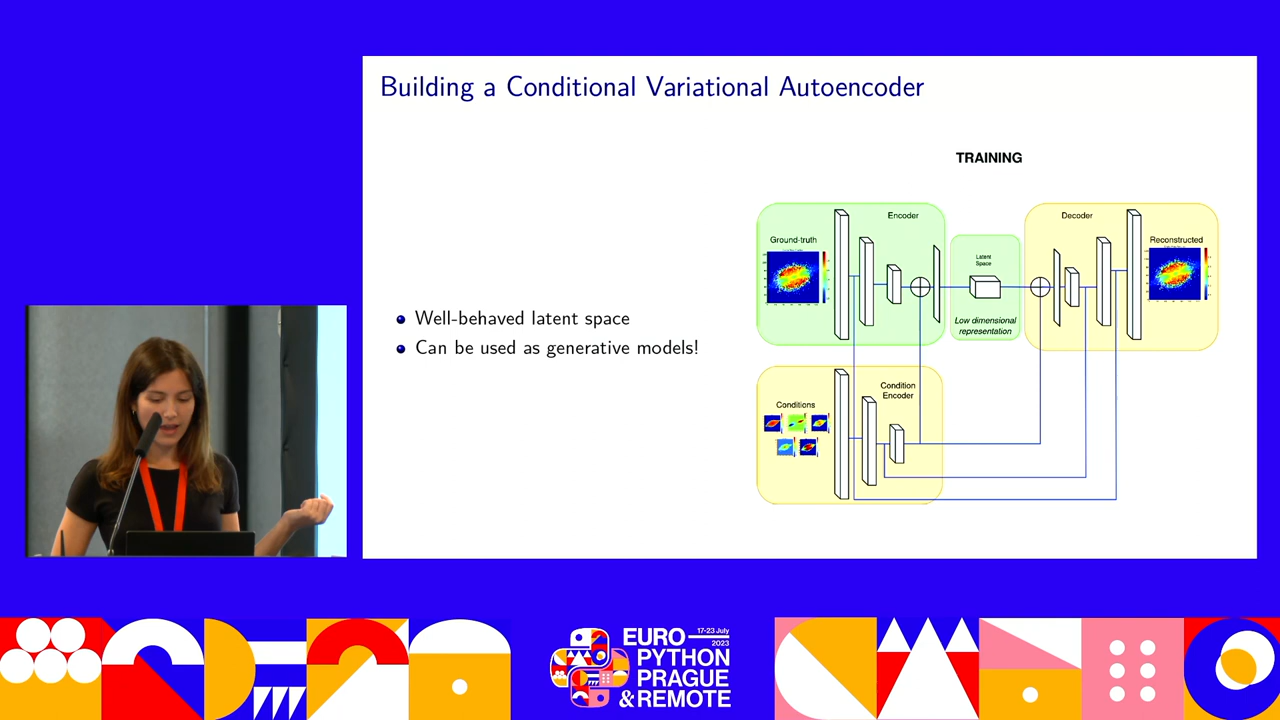 Building a Conditional Variational Autoencoder
TRAINING
Encoder
Decoder
Ground-truth
Latent
Space
Reconstructed
Low dimensional
representation
Well-behaved latent space
Can be used as generative models!
Condition
Encoder
Conditions
17-23 July
2023
EURO
PYTHON
PRAGUE
& REMOTE